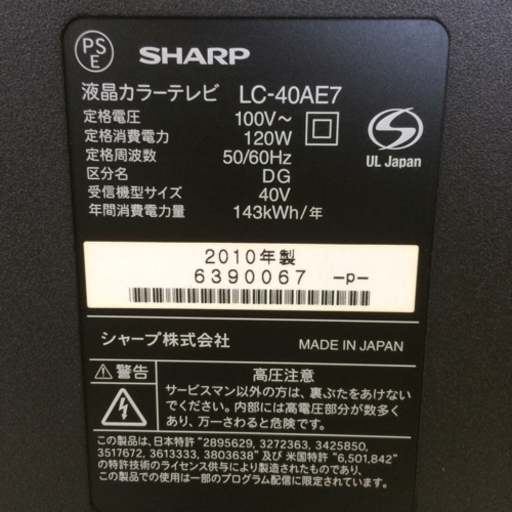 PS
E
SHARP
液晶カラーテレビ LC-40AE7
定格電圧 100V～
定格消費電力 120W
定格周波数 50/60Hz
区分名 DG
受信機型サイズ 40V
年間消費電力量 143kWh/年
S
UL Japan
2010年製
6390067 -p-
シャープ株式会社 MADE IN JAPAN
警告
高圧注意
サービスマン以外の方は、裏ぶたをあけない
でください。内部には高電圧部分が数多く
あり、万一さわると危険です。
この製品は、日本特許 "2895629, 3272363, 3425850,
3517672, 3613333, 3803638" 及び 米国特許 "6,501,842"
の特許技術のライセンス供与により製造されたものであり、
この製品での使用は一部のプログラム配信に限定されています。